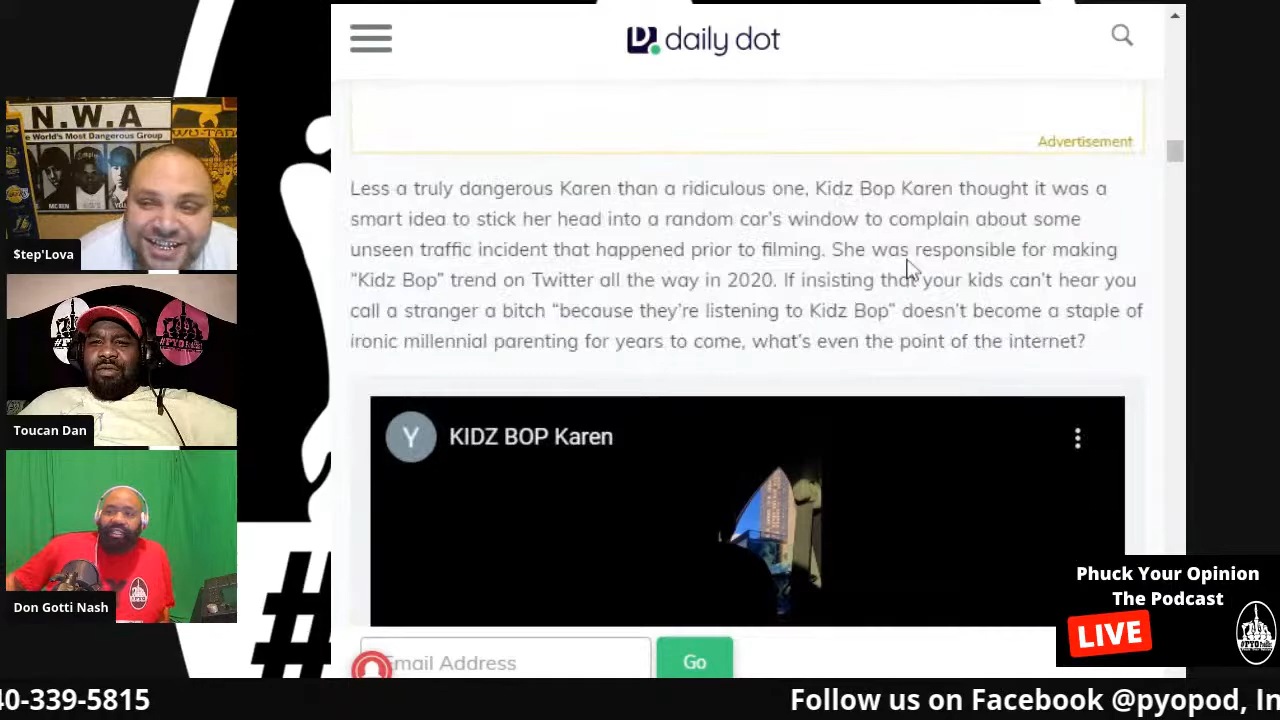 daily dot
Advertisement
Less a truly dangerous Karen than a ridiculous one, Kidz Bop Karen thought it was a
smart idea to stick her head into a random car's window to complain about some
unseen traffic incident that happened prior to filming. She was responsible for making
“Kidz Bop” trend on Twitter all the way in 2020. If insisting that your kids can't hear you
call a stranger a bitch “because they're listening to Kidz Bop” doesn't become a staple of
ironic millennial parenting for years to come, what's even the point of the internet?
Y
KIDZ BOP Karen
Email Address
Go
N.W.A
e World's Most Dangerous Group
$tep'Lova
Toucan Dan
Don Gotti Nash
#
Phuck Your Opinion
The Podcast
LIVE
40-339-5815
Follow us on Facebook @pyopod, In